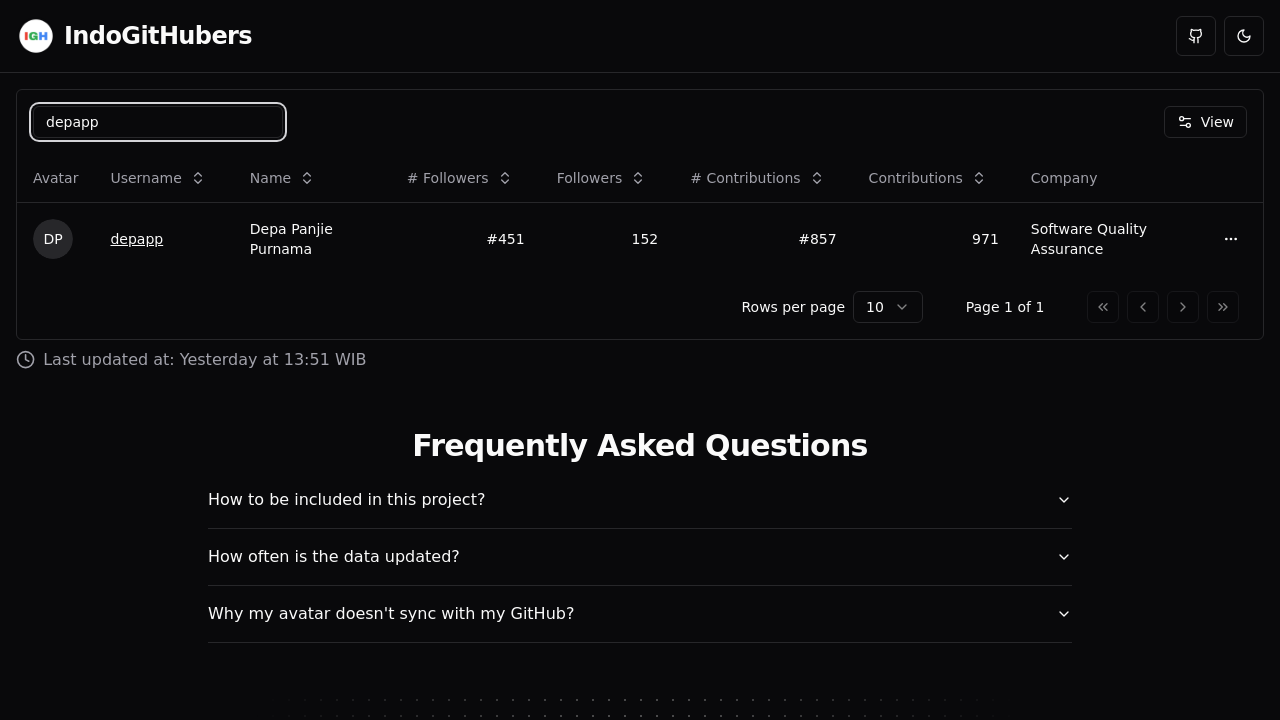 IGH IndoGitHubers
depapp
View
Avatar Username Name # Followers Followers # Contributions Contributions Company
DP depapp Depa Panjie Purnama #451 152 #857 971 Software Quality Assurance
Rows per page 10 Page 1 of 1
Last updated at: Yesterday at 13:51 WIB
Frequently Asked Questions
How to be included in this project?
How often is the data updated?
Why my avatar doesn't sync with my GitHub?